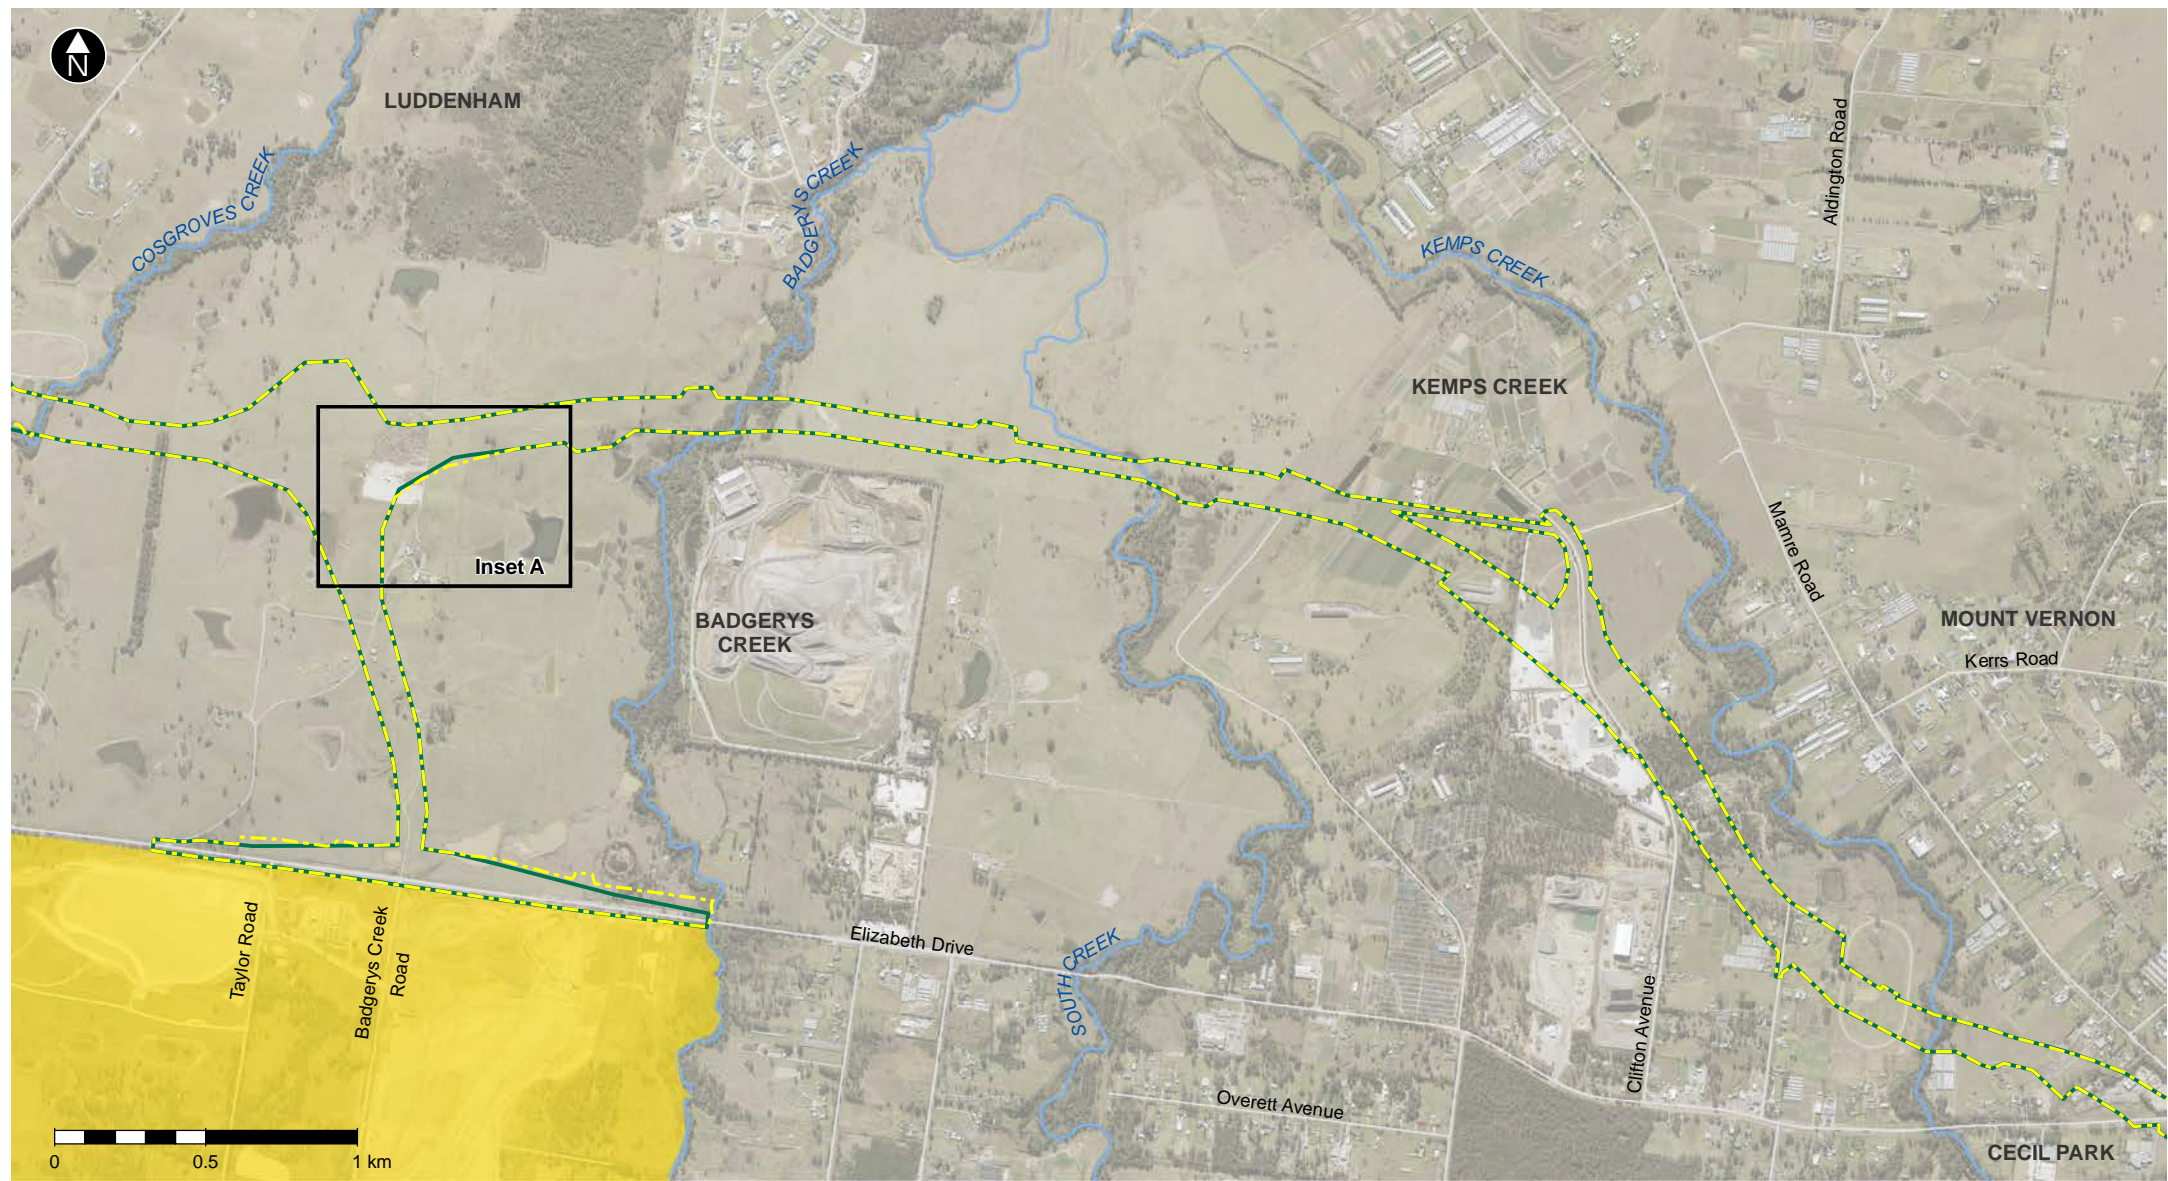 N
LUDDENHAM
COSGROVES CREEK
BADGERYS CREEK
KEMPS CREEK
Aldington Road
KEMPS CREEK
Mamre Road
MOUNT VERNON
Kerrs Road
Inset A
BADGERYS
CREEK
Taylor Road
Badgerys Creek
Road
Elizabeth Drive
SOUTH CREEK
Clifton Avenue
Overett Avenue
CECIL PARK
0 0.5 1 km